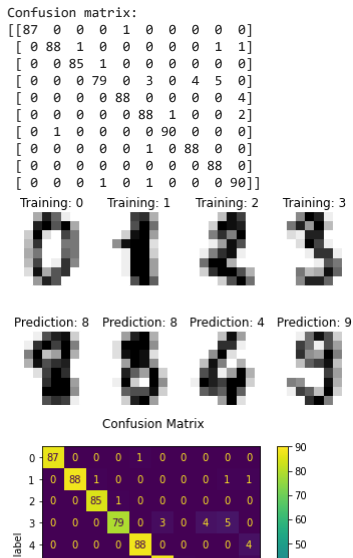 Confusion matrix:
[[87 0 0 0 1 0 0 0 0 0]
[ 0 88 1 0 0 0 0 0 1 1]
[ 0 0 85 1 0 0 0 0 0 0]
[ 0 0 0 79 0 3 0 4 5 0]
[ 0 0 0 0 88 0 0 0 0 4]
[ 0 0 0 0 0 88 1 0 0 2]
[ 0 1 0 0 0 0 90 0 0 0]
[ 0 0 0 0 0 1 0 88 0 0]
[ 0 0 0 0 0 0 0 0 88 0]
[ 0 0 0 1 0 1 0 0 0 90]]
Training: 0 Training: 1 Training: 2 Training: 3
Prediction: 8 Prediction: 8 Prediction: 4 Prediction: 9
Confusion Matrix
0 87 0 0 0 1 0 0 0 0 0 90
1 0 88 1 0 0 0 0 0 1 1 80
2 0 0 85 1 0 0 0 0 0 0 70
3 0 0 0 79 0 3 0 4 5 0 60
4 0 0 0 0 88 0 0 0 0 4 50
label